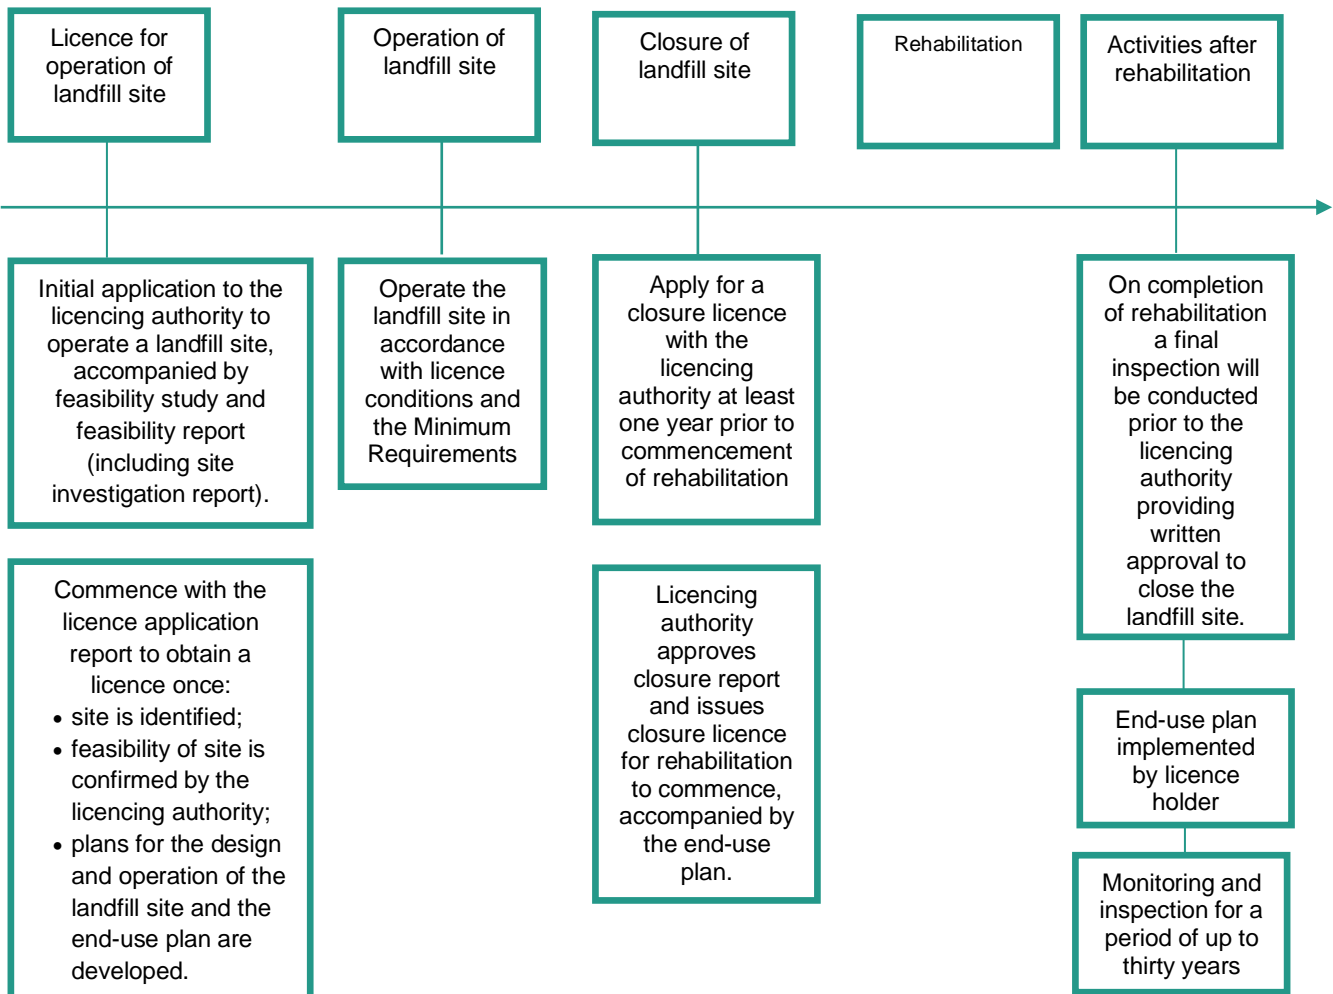 Licence for
operation of
landfill site
Operation of
landfill site
Closure of
landfill site
Rehabilitation
Activities after
rehabilitation
Initial application to the
licencing authority to
operate a landfill site,
accompanied by
feasibility study and
feasibility report
(including site
investigation report).
Commence with the
licence application
report to obtain a
licence once:
• site is identified;
• feasibility of site is
confirmed by the
licencing authority;
• plans for the design
and operation of the
landfill site and the
end-use plan are
developed.
Operate the
landfill site in
accordance
with licence
conditions and
the Minimum
Requirements
Apply for a
closure licence
with the
licencing
authority at least
one year prior to
commencement
of rehabilitation
Licencing
authority
approves
closure report
and issues
closure licence
for rehabilitation
to commence,
accompanied by
the end-use
plan.
On completion
of rehabilitation
a final
inspection will
be conducted
prior to the
licencing
authority
providing
written
approval to
close the
landfill site.
End-use plan
implemented
by licence
holder
Monitoring and
inspection for a
period of up to
thirty years